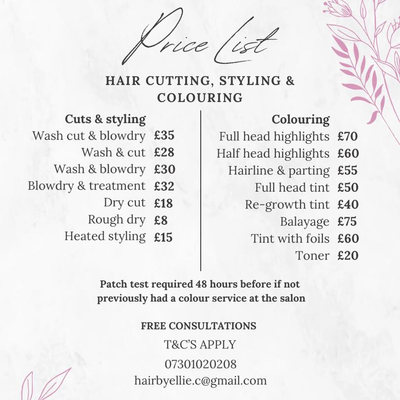 Price List
HAIR CUTTING, STYLING &
COLOURING
Cuts & styling
Wash cut & blowdry £35
Wash & cut £28
Wash & blowdry £30
Blowdry & treatment £32
Dry cut £18
Rough dry £8
Heated styling £15
Colouring
Full head highlights £70
Half head highlights £60
Hairline & parting £55
Full head tint £50
Re-growth tint £40
Balayage £75
Tint with foils £60
Toner £20
Patch test required 48 hours before if not
previously had a colour service at the salon
FREE CONSULTATIONS
T&C'S APPLY
07301020208
hairbyellie.c@gmail.com